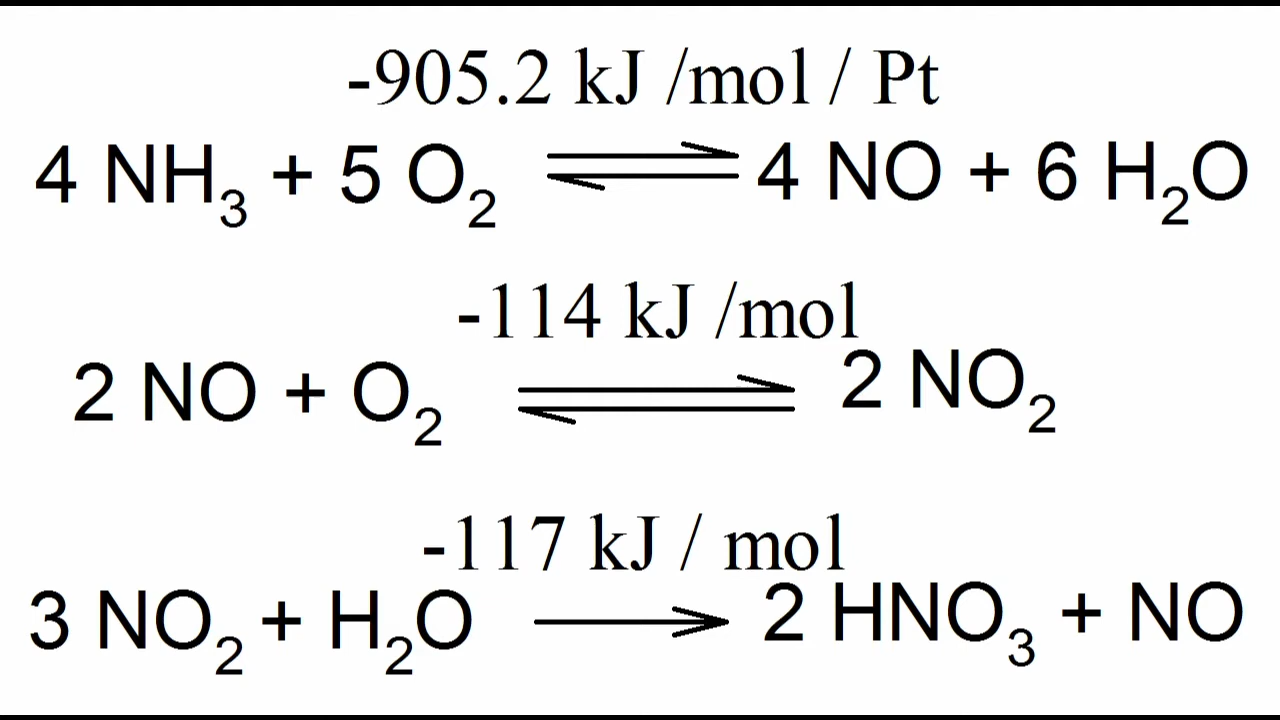 -905.2 kJ /mol / Pt
4 NH₃ + 5 O₂ ⇌ 4 NO + 6 H₂O
-114 kJ /mol
2 NO + O₂ ⇌ 2 NO₂
-117 kJ / mol
3 NO₂ + H₂O → 2 HNO₃ + NO